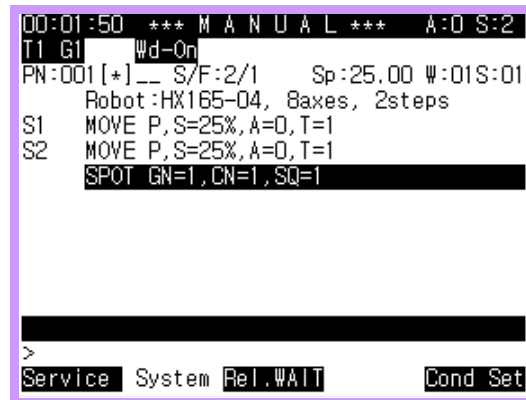 00:01:50 *** M A N U A L *** A:0 S:2
T1 G1 Wd-On
PN:001[*]__ S/F:2/1 Sp:25.00 W:01S:01
Robot:HX165-04, 8axes, 2steps
S1 MOVE P,S=25%,A=0,T=1
S2 MOVE P,S=25%,A=0,T=1
SPOT GN=1,CN=1,SQ=1
>
Service System Rel.WAIT Cond Set